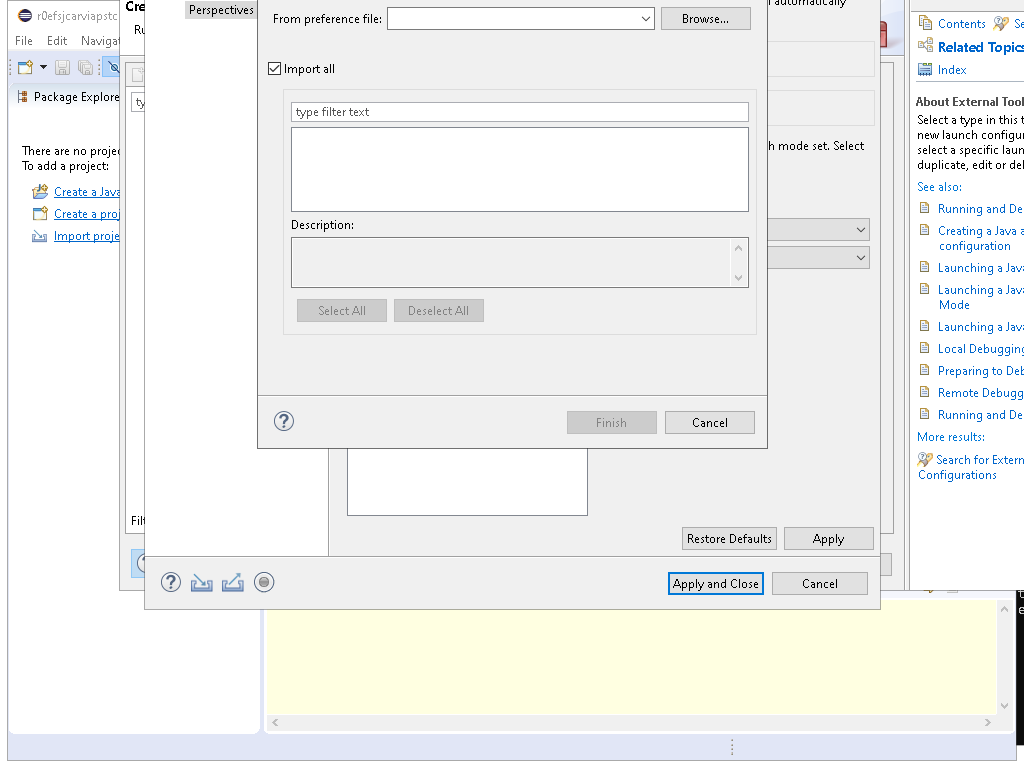 r0efsjcarviapstc
File Edit Navigat
Package Explore
There are no projec
To add a project:
Create a Java
Create a proj
Import proje
Cre
Ru
ty
Filt
Perspectives
From preference file:
Browse...
Import all
type filter text
Description:
Select All
Deselect All
Finish
Cancel
automatically
h mode set. Select
Restore Defaults
Apply
Apply and Close
Cancel
Contents
Se
Related Topics
Index
About External Tool
Select a type in this t
new launch configur
select a specific laun
duplicate, edit or del
See also:
Running and De
Creating a Java a
configuration
Launching a Java
Launching a Java
Mode
Launching a Java
Local Debugging
Preparing to Deb
Remote Debugg
Running and De
More results:
Search for Extern
Configurations